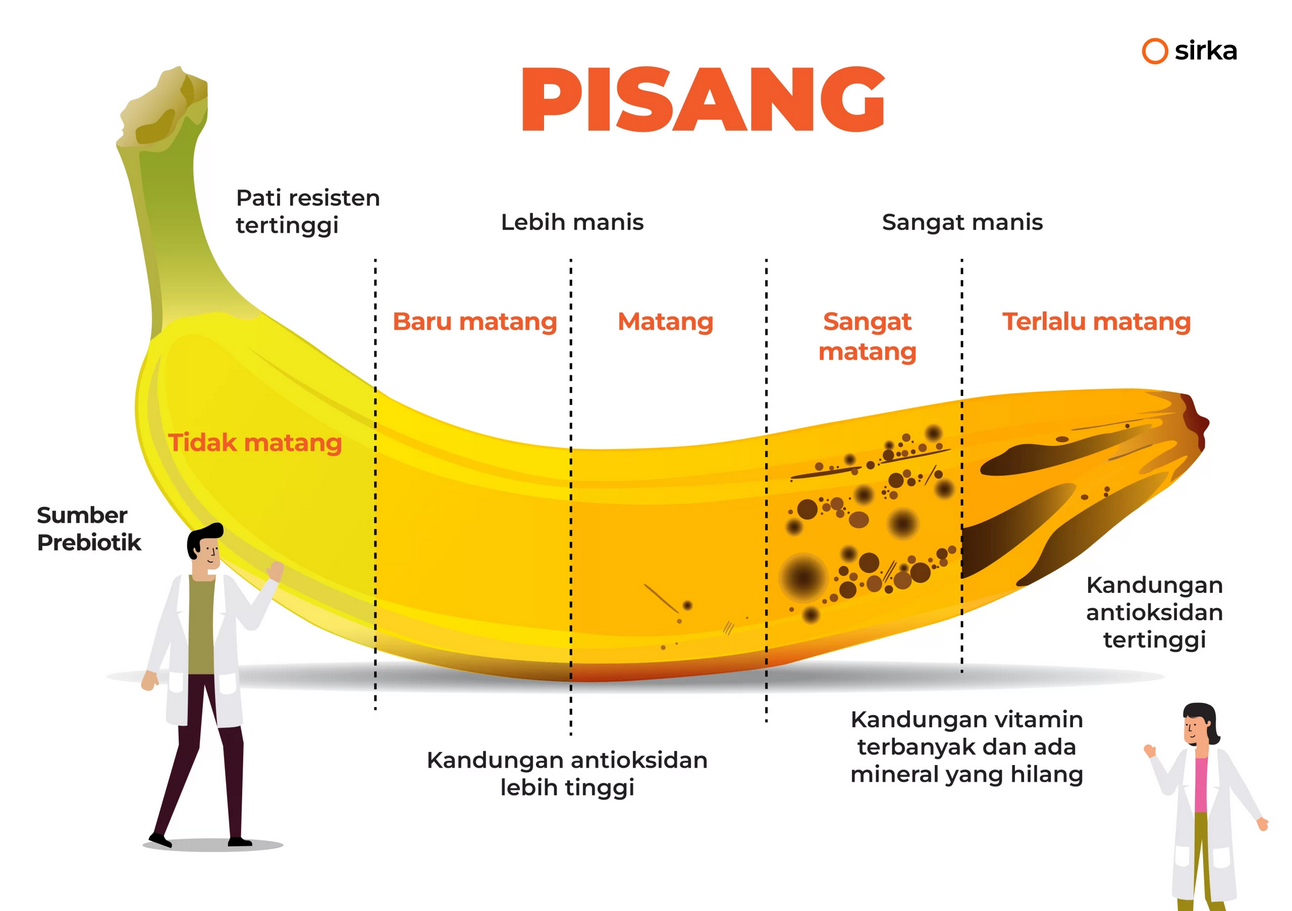 sirka
PISANG
Pati resisten
tertinggi
Lebih manis
Sangat manis
Tidak matang
Baru matang
Matang
Sangat
matang
Terlalu matang
Sumber
Prebiotik
Kandungan antioksidan
lebih tinggi
Kandungan vitamin
terbanyak dan ada
mineral yang hilang
Kandungan
antioksidan
tertinggi